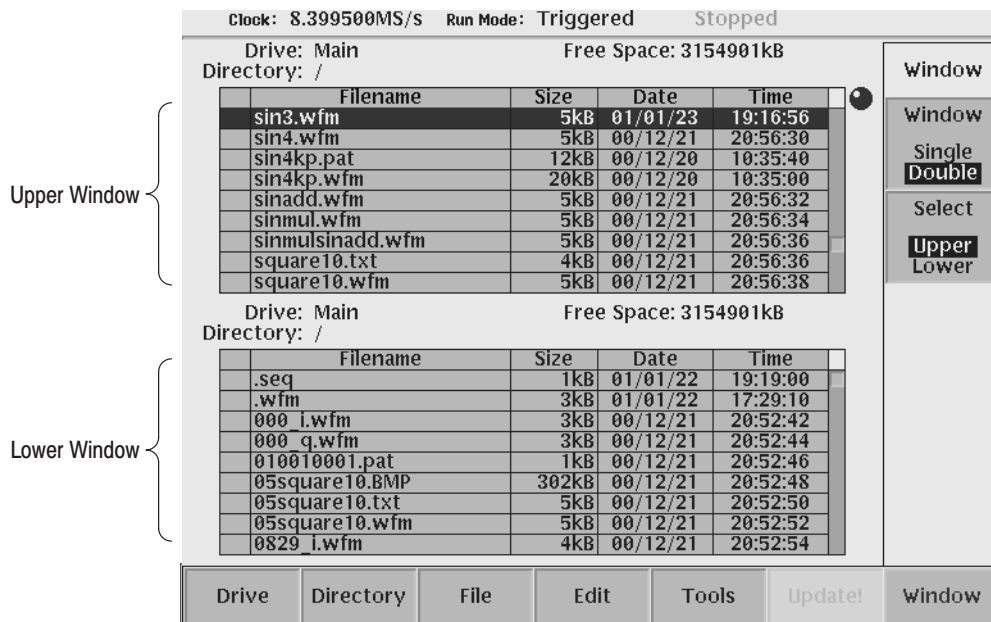 Clock: 8.399500MS/s Run Mode: Triggered Stopped
Drive: Main Free Space: 3154901kB
Directory: /
Filename Size Date Time
sin3.wfm 5kB 01/01/23 19:16:56
sin4.wfm 5kB 00/12/21 20:56:30
sin4kp.pat 12kB 00/12/20 10:35:40
sin4kp.wfm 20kB 00/12/20 10:35:00
sinadd.wfm 5kB 00/12/21 20:56:32
sinmul.wfm 5kB 00/12/21 20:56:34
sinmulsinadd.wfm 5kB 00/12/21 20:56:36
square10.txt 4kB 00/12/21 20:56:36
square10.wfm 5kB 00/12/21 20:56:38
Upper Window
Drive: Main Free Space: 3154901kB
Directory: /
Filename Size Date Time
.seq 1kB 01/01/22 19:19:00
.wfm 3kB 01/01/22 17:29:10
000_i.wfm 3kB 00/12/21 20:52:42
000_q.wfm 3kB 00/12/21 20:52:44
010010001.pat 1kB 00/12/21 20:52:46
05square10.BMP 302kB 00/12/21 20:52:48
05square10.txt 5kB 00/12/21 20:52:50
05square10.wfm 5kB 00/12/21 20:52:52
0829_i.wfm 4kB 00/12/21 20:52:54
Lower Window
Window
Window
Single
Double
Select
Upper
Lower
Drive Directory File Edit Tools Update! Window